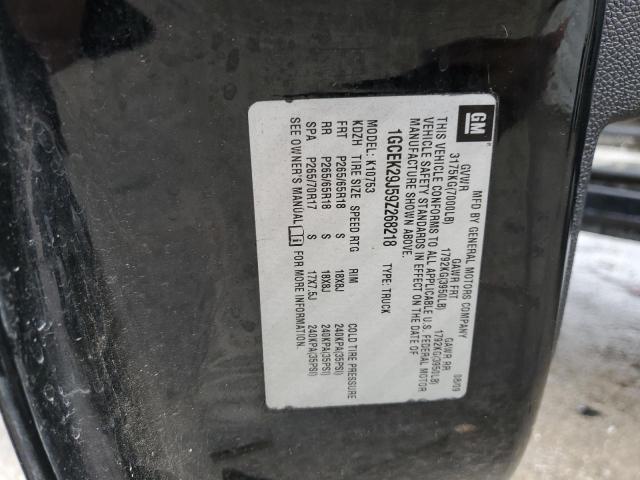 GM
MFD BY GENERAL MOTORS COMPANY 08/09
GVWR GAWR FRT GAWR RR
3175KG(7000LB) 1792KG(3950LB) 1792KG(3950LB)
THIS VEHICLE CONFORMS TO ALL APPLICABLE U.S. FEDERAL MOTOR
VEHICLE SAFETY STANDARDS IN EFFECT ON THE DATE OF
MANUFACTURE SHOWN ABOVE.
1GCEK29J59Z268218 TYPE: TRUCK
MODEL: K10753
KDZH TIRE SIZE SPEED RTG RIM COLD TIRE PRESSURE
FRT P265/65R18 S 18X8J 240KPA(35PSI)
RR P265/65R18 S 18X8J 240KPA(35PSI)
SPA P265/70R17 S 17X7.5J 240KPA(35PSI)
SEE OWNER'S MANUAL i FOR MORE INFORMATION.